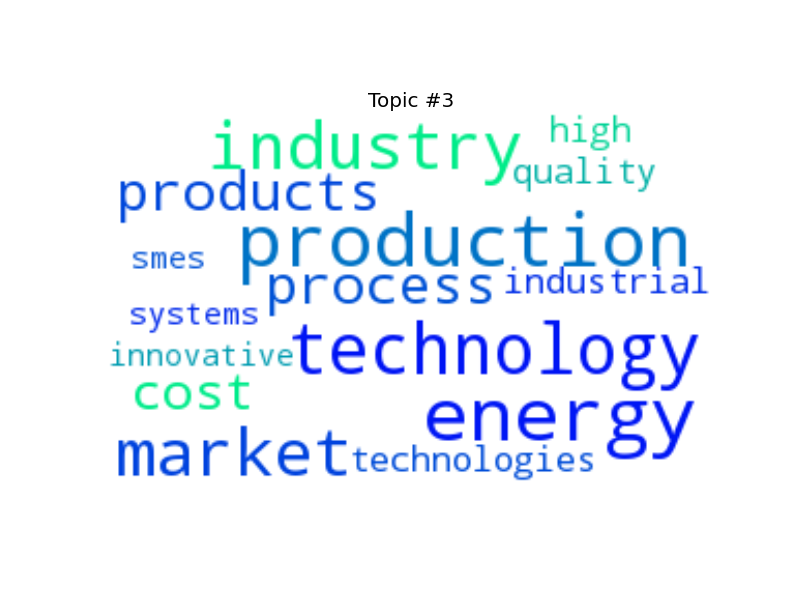 Topic #3
industry
high
quality
products
production
smes
process
industrial
systems
technology
innovative
cost
energy
market
technologies